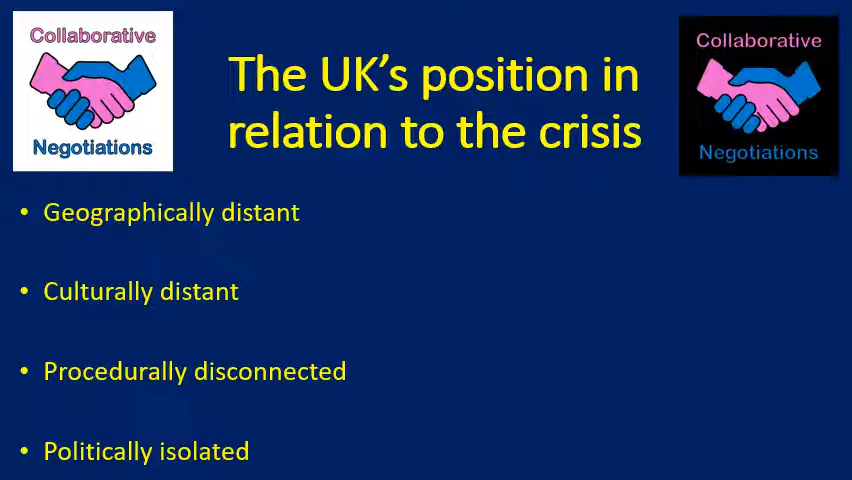 Collaborative
Negotiations
The UK's position in
relation to the crisis
Collaborative
Negotiations
• Geographically distant
• Culturally distant
• Procedurally disconnected
• Politically isolated